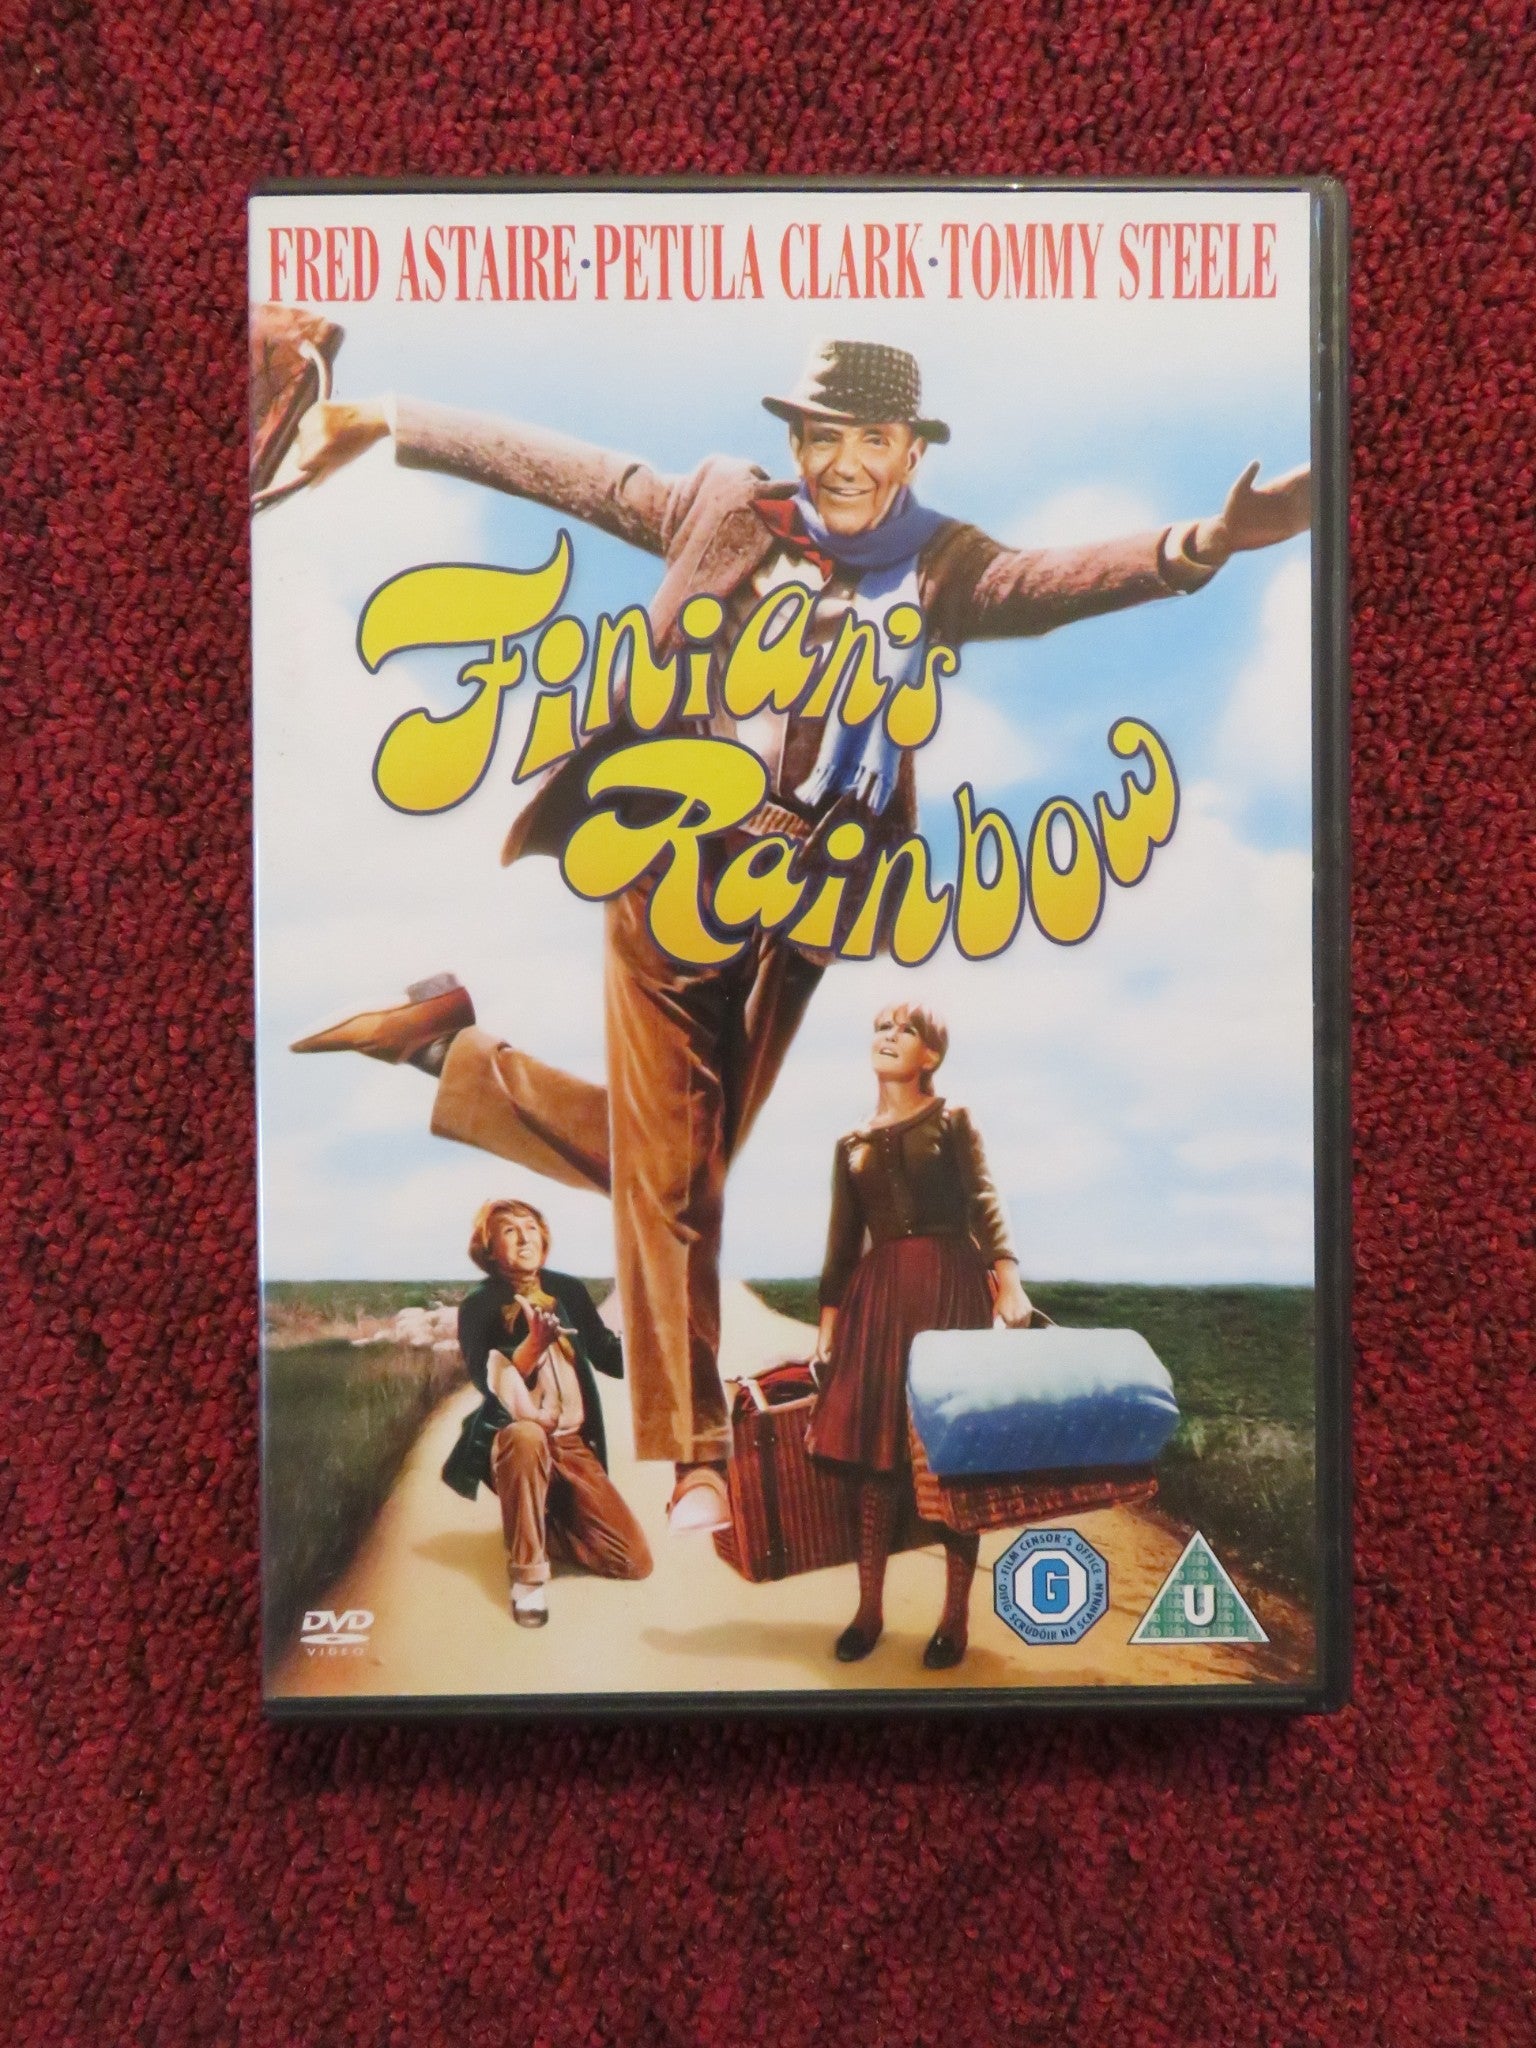 FRED ASTAIRE · PETULA CLARK · TOMMY STEELE
Finian's
Rainbow
· FILM CENSOR'S OFFICE ·
G
OIFIG SCRÚDÓIR NA SCANNÁN
U
DVD
VIDEO